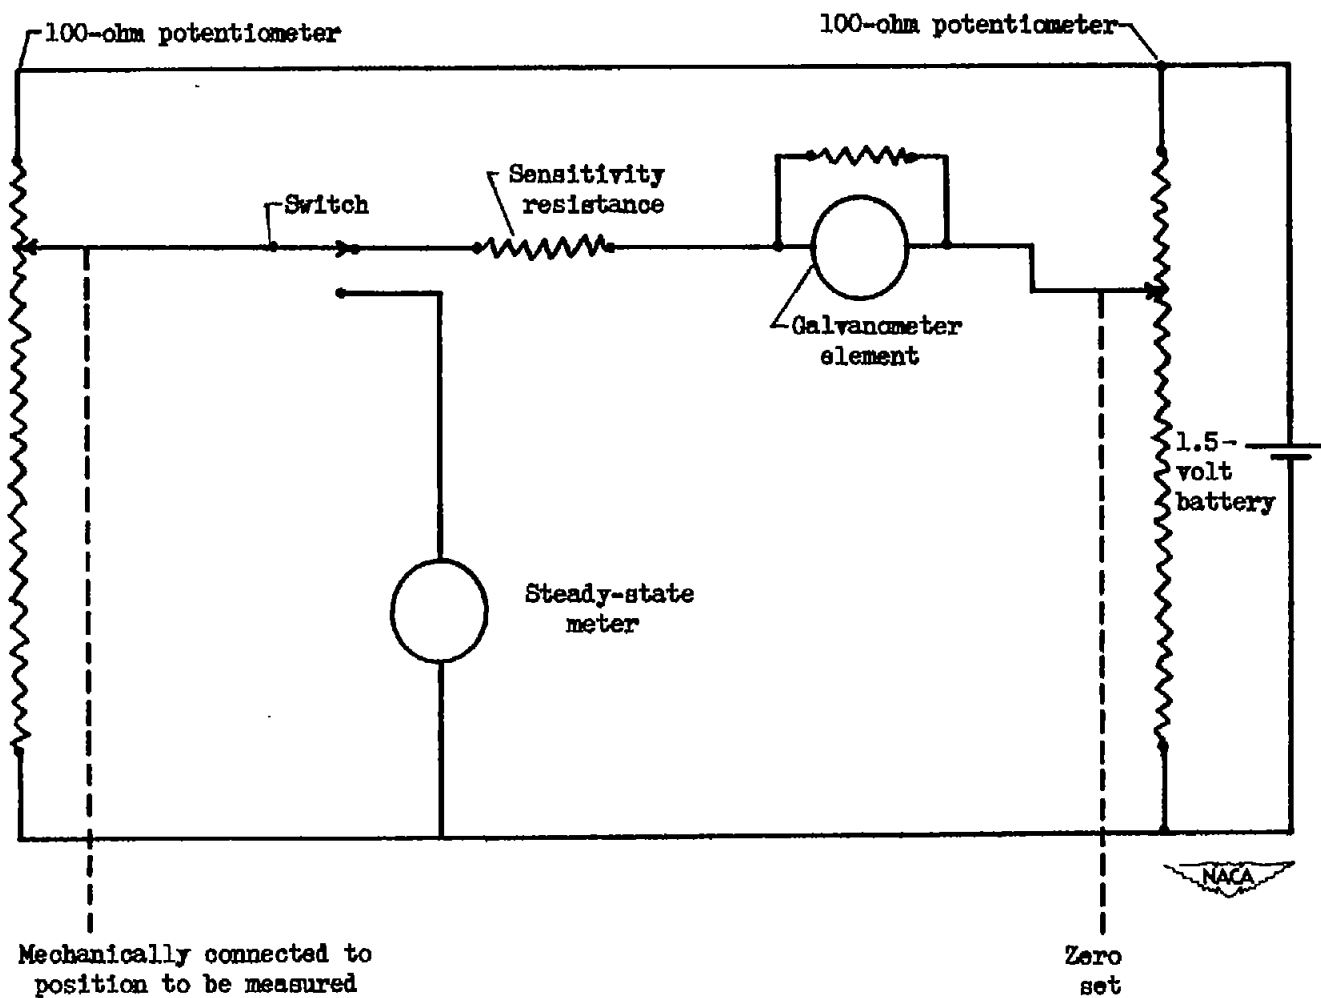 100-ohm potentiometer
100-ohm potentiometer
Sensitivity
resistance
Switch
Galvanometer
element
1.5-
volt
battery
Steady-state
meter
NACA
Mechanically connected to
position to be measured
Zero
set